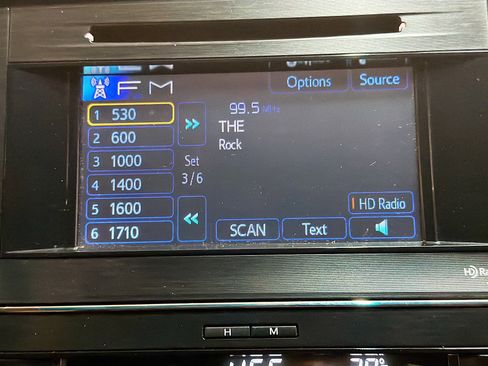 FM
Options
Source
1 530
2 600
3 1000
4 1400
5 1600
6 1710
Set
3/6
99.5 MHz
THE
Rock
HD Radio
SCAN
Text
H
M